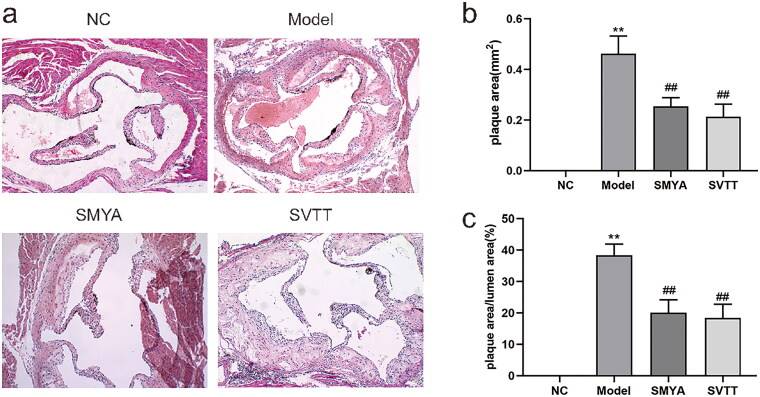 a
NC
Model
SMYA
SVTT
b
plaque area(mm²)
0.6
0.4
0.2
0.0
**
##
##
NC Model SMYA SVTT
c
plaque area/lumen area(%)
50
40
30
20
10
0
**
##
##
NC Model SMYA SVTT